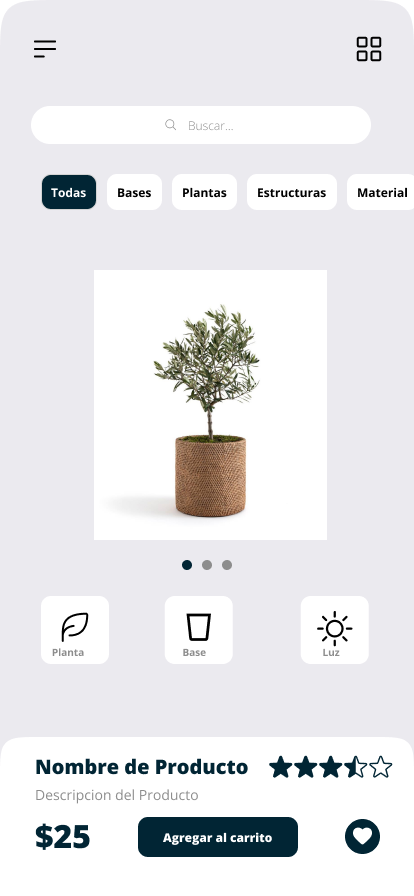 Buscar...
Todas Bases Plantas Estructuras Material
Planta Base Luz
Nombre de Producto
Descripcion del Producto
$25 Agregar al carrito